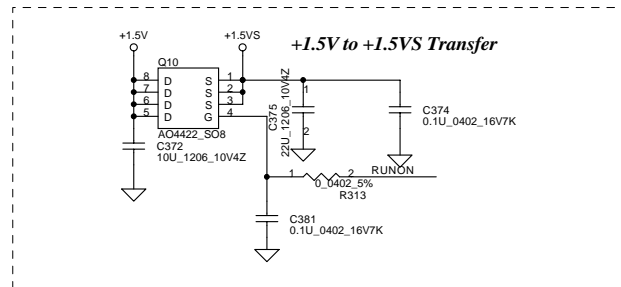 +1.5V
+1.5VS
+1.5V to +1.5VS Transfer
Q10
8 D S 1
7 D S 2
6 D S 3
5 D G 4
AO4422_SO8
C372
10U_1206_10V4Z
C375
22U_1206_10V4Z
1
2
C374
0.1U_0402_16V7K
1 2 RUNON
0_0402_5%
R313
C381
0.1U_0402_16V7K